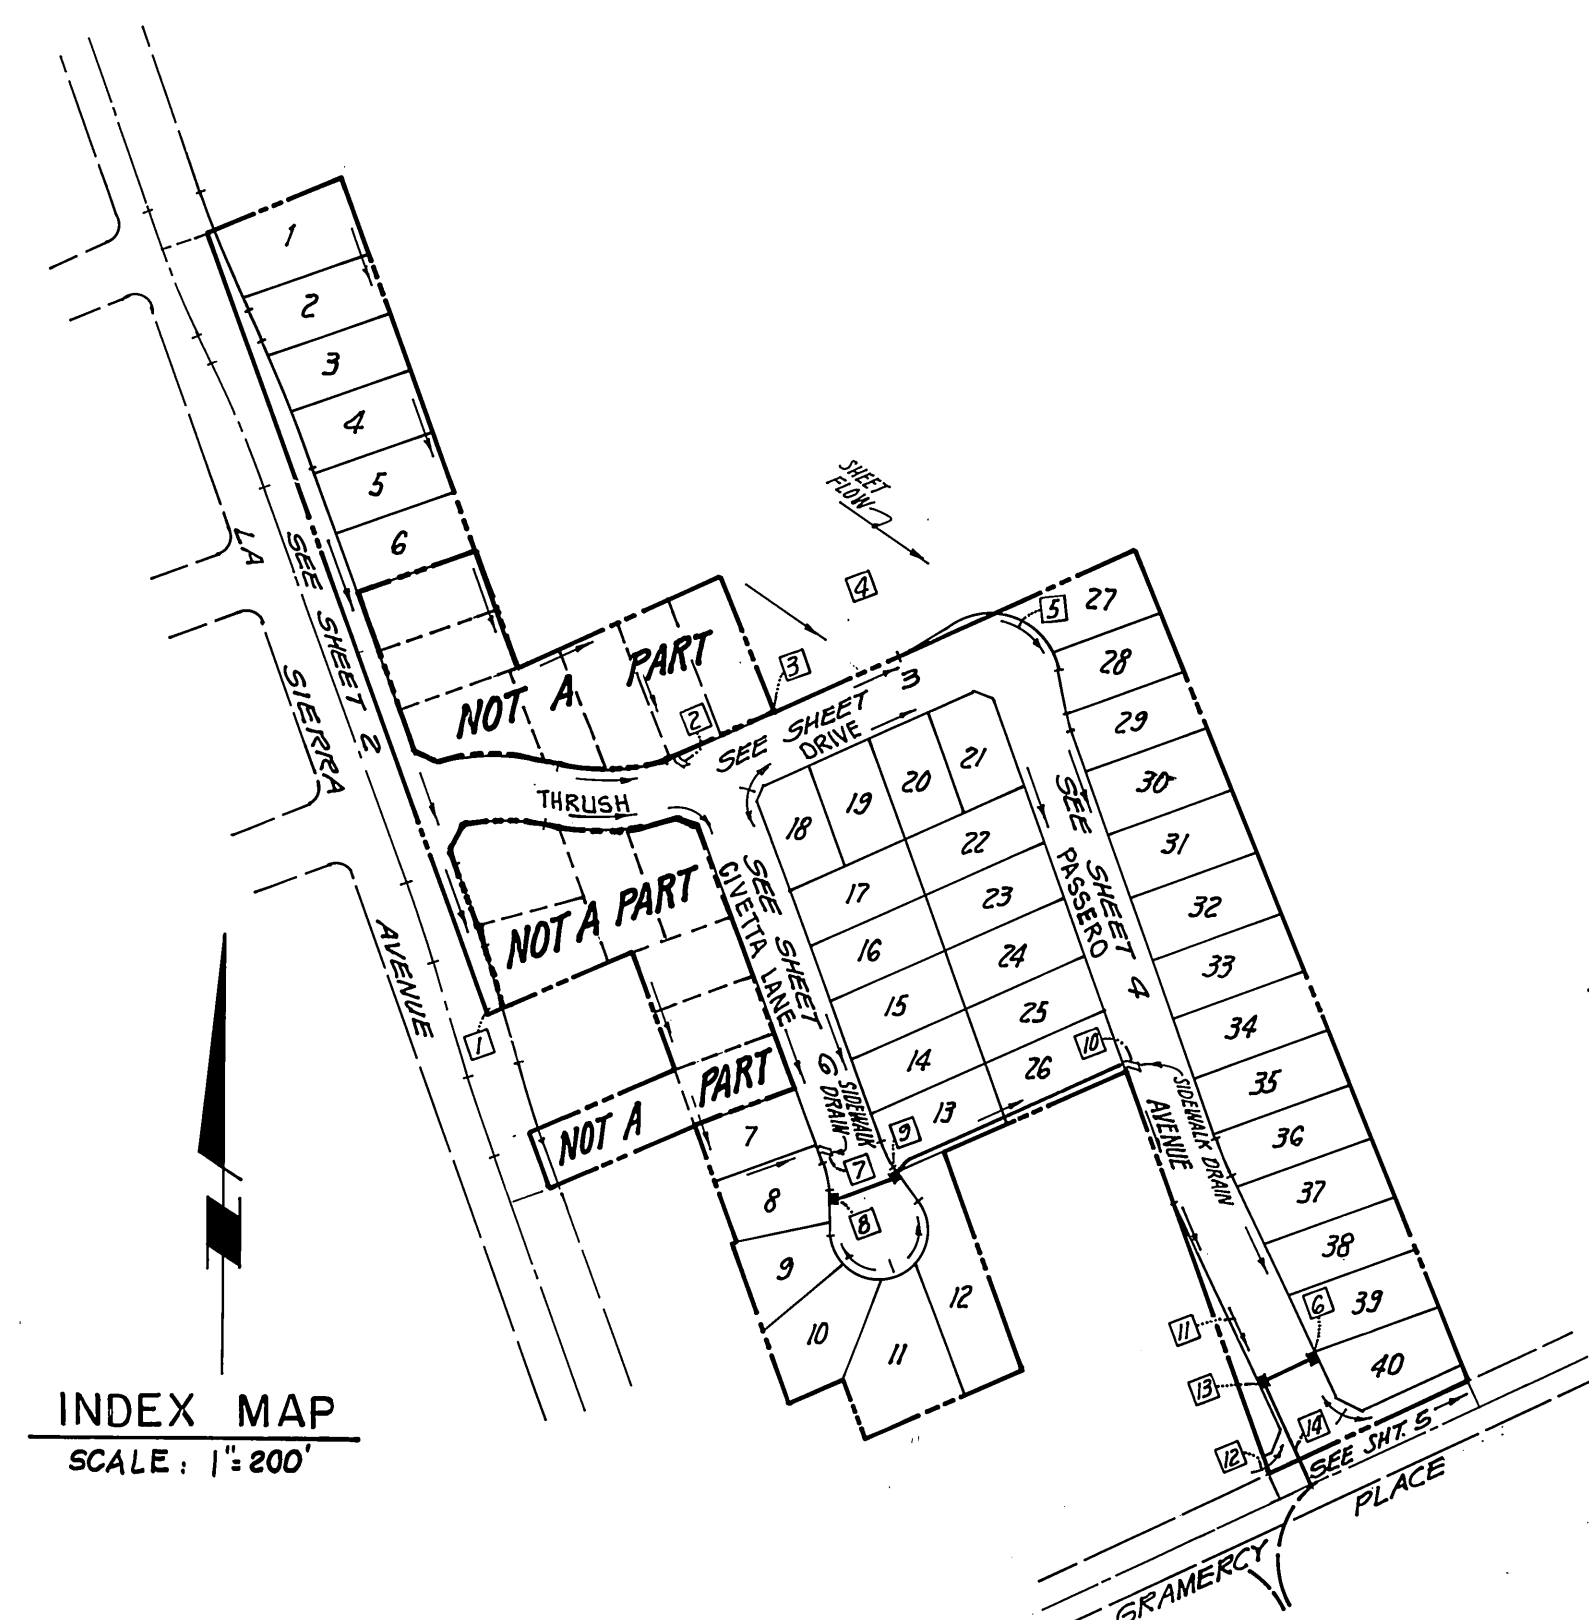 1
2
3
4
5
6
LA
SIERRA
AVENUE
SEE SHEET 2
SHEET
FLOW
4
NOT A PART
2
3
SEE SHEET 3
DRIVE
THRUSH
5
27
28
29
30
31
32
33
34
35
36
37
38
39
40
18
19
20
21
22
17
23
16
24
15
25
14
26
13
SEE SHEET 4
PASSERO
AVENUE
NOT A PART
SEE SHEET 6
CIVETTA LANE
SIDEWALK
DRAIN
1
NOT A PART
7
8
9
10
11
12
7
8
9
10
SIDEWALK DRAIN
11
6
13
12
14
SEE SHT. 5
GRAMERCY PLACE
INDEX MAP
SCALE: 1"=200'